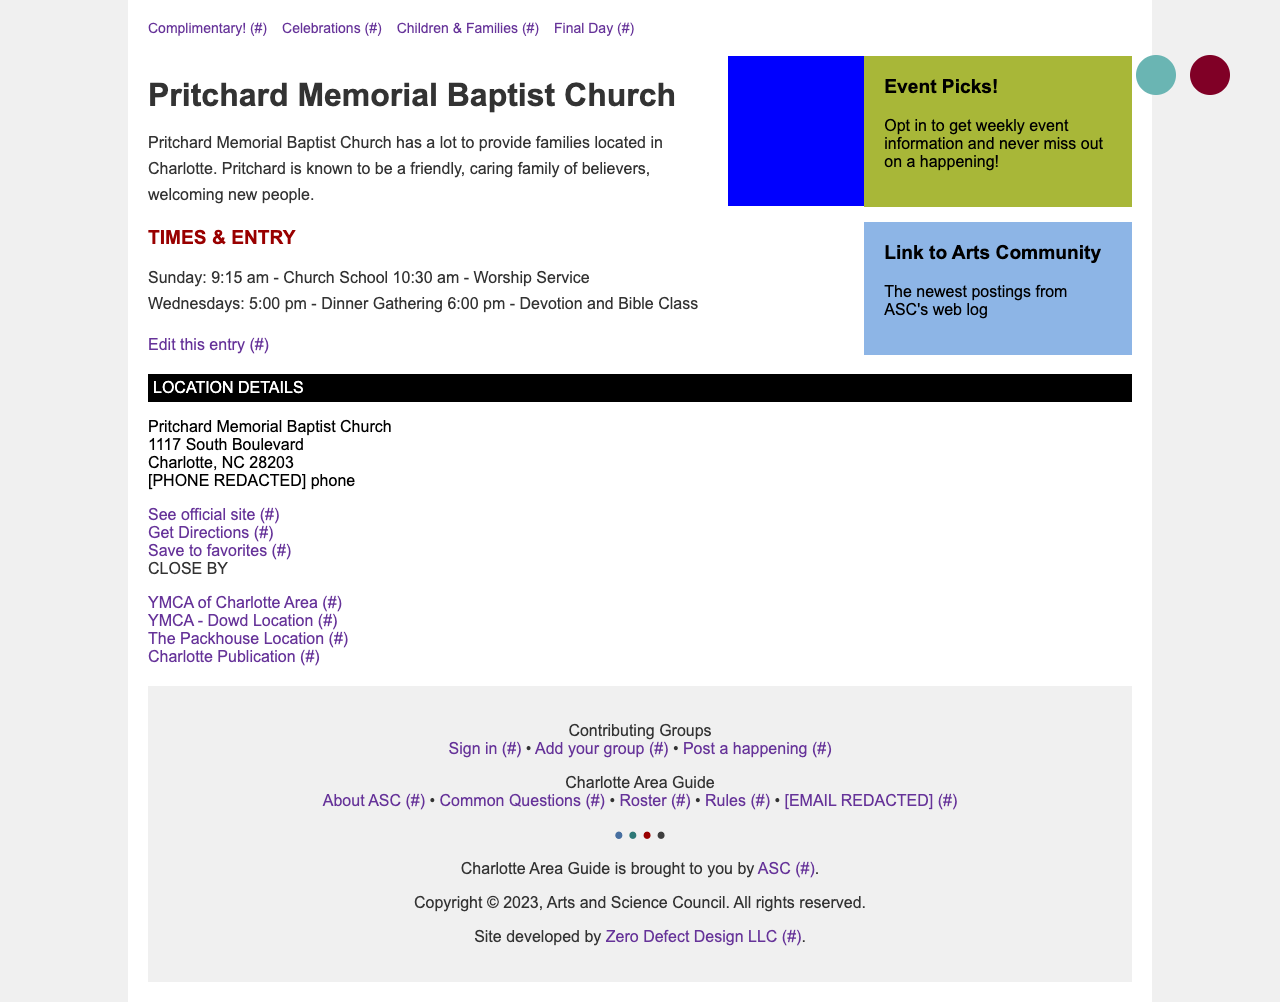 Complimentary! (#) Celebrations (#) Children & Families (#) Final Day (#)
Pritchard Memorial Baptist Church
Pritchard Memorial Baptist Church has a lot to provide families located in
Charlotte. Pritchard is known to be a friendly, caring family of believers,
welcoming new people.
TIMES & ENTRY
Sunday: 9:15 am - Church School 10:30 am - Worship Service
Wednesdays: 5:00 pm - Dinner Gathering 6:00 pm - Devotion and Bible Class
Edit this entry (#)
Event Picks!
Opt in to get weekly event
information and never miss out
on a happening!
Link to Arts Community
The newest postings from
ASC's web log
LOCATION DETAILS
Pritchard Memorial Baptist Church
1117 South Boulevard
Charlotte, NC 28203
[PHONE REDACTED] phone
See official site (#)
Get Directions (#)
Save to favorites (#)
CLOSE BY
YMCA of Charlotte Area (#)
YMCA - Dowd Location (#)
The Packhouse Location (#)
Charlotte Publication (#)
Contributing Groups
Sign in (#) • Add your group (#) • Post a happening (#)
Charlotte Area Guide
About ASC (#) • Common Questions (#) • Roster (#) • Rules (#) • [EMAIL REDACTED] (#)
• • • •
Charlotte Area Guide is brought to you by ASC (#).
Copyright © 2023, Arts and Science Council. All rights reserved.
Site developed by Zero Defect Design LLC (#).